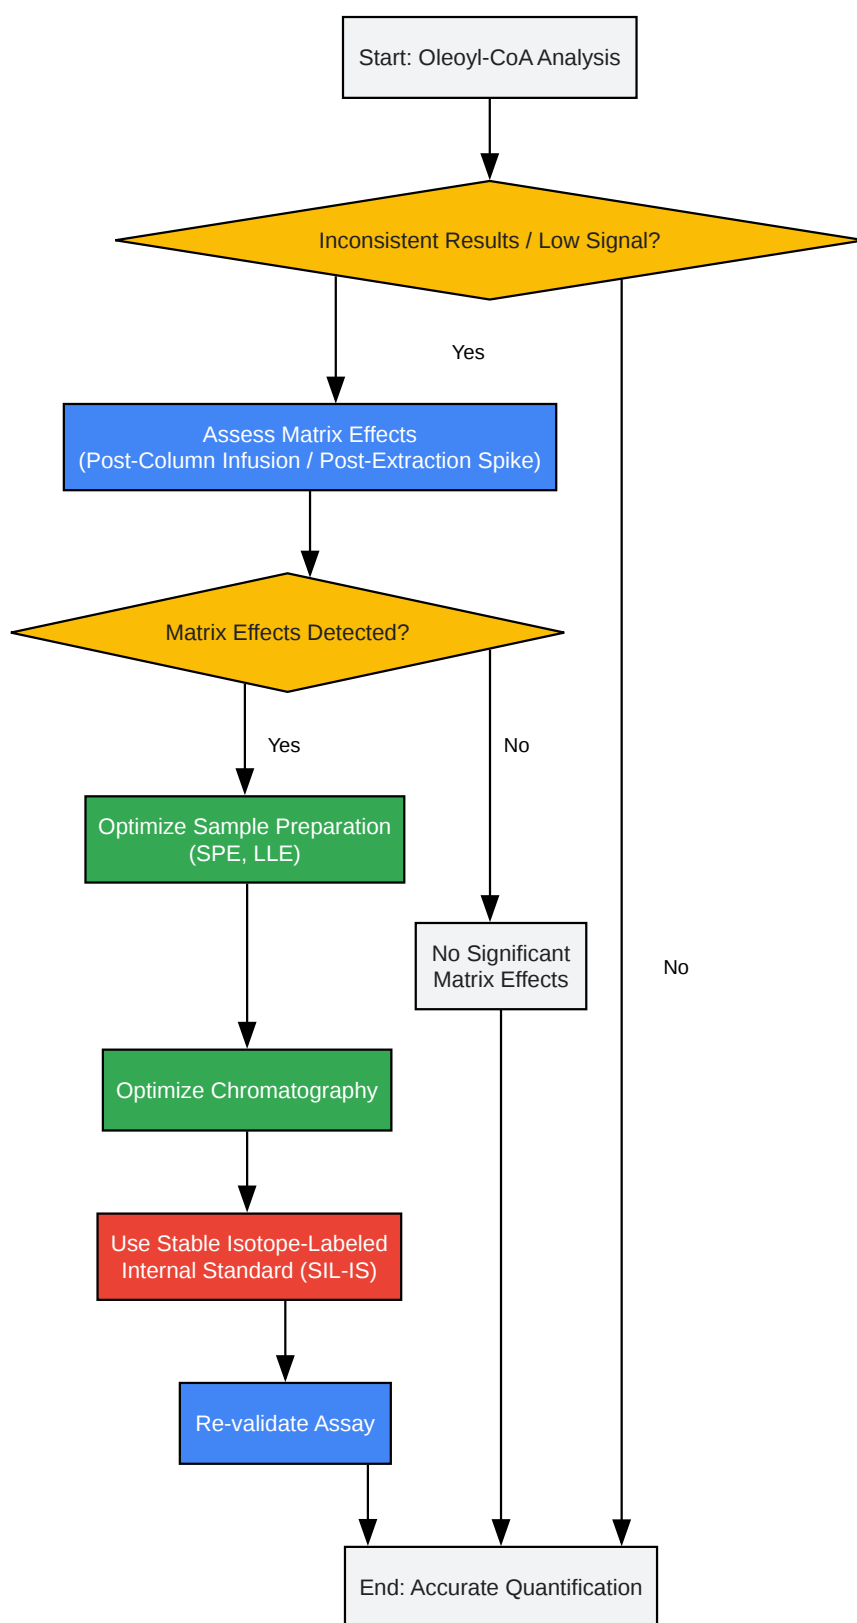 Start: Oleoyl-CoA Analysis
Inconsistent Results / Low Signal?
Yes
Assess Matrix Effects
(Post-Column Infusion / Post-Extraction Spike)
Matrix Effects Detected?
Yes
No
Optimize Sample Preparation
(SPE, LLE)
No Significant
Matrix Effects
No
Optimize Chromatography
Use Stable Isotope-Labeled
Internal Standard (SIL-IS)
Re-validate Assay
End: Accurate Quantification